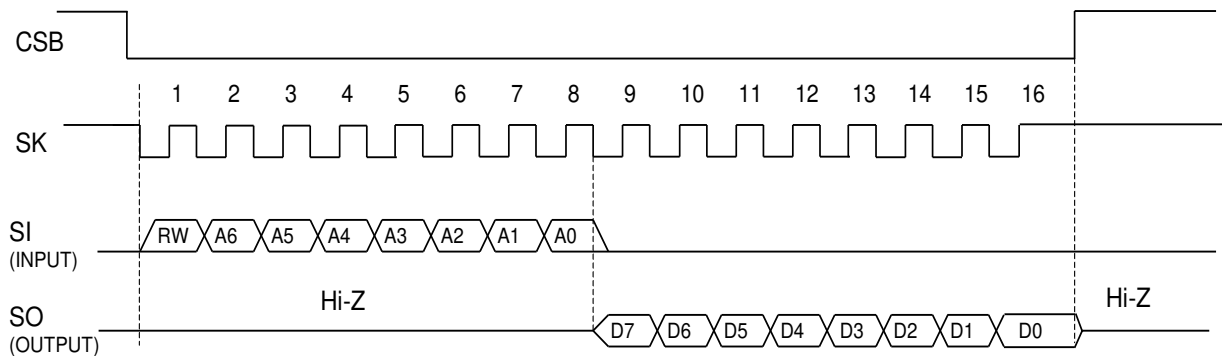 CSB
1 2 3 4 5 6 7 8 9 10 11 12 13 14 15 16
SK
SI
(INPUT)
RW A6 A5 A4 A3 A2 A1 A0
Hi-Z
Hi-Z
SO
(OUTPUT)
D7 D6 D5 D4 D3 D2 D1 D0